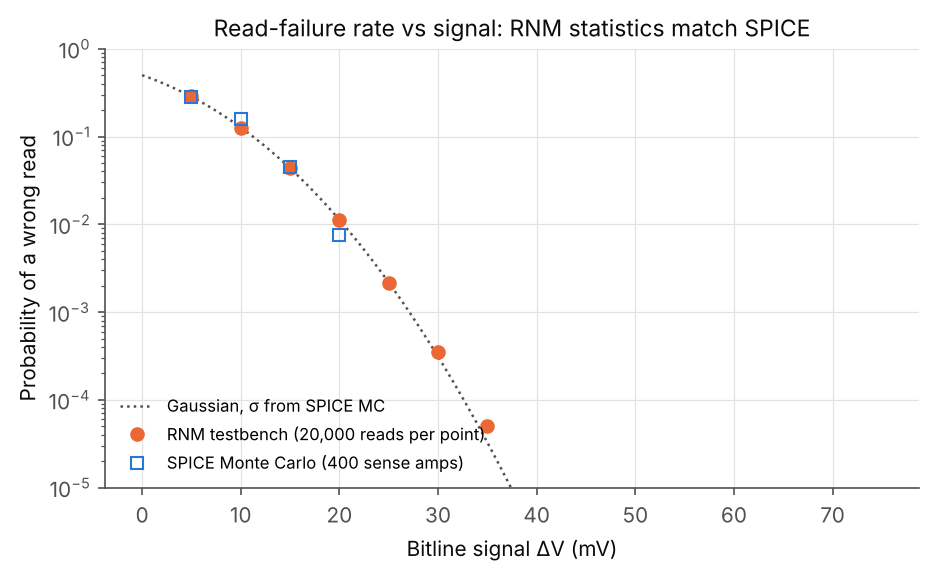 Read-failure rate vs signal: RNM statistics match SPICE
Probability of a wrong read
10⁰
10⁻¹
10⁻²
10⁻³
10⁻⁴
10⁻⁵
Gaussian, σ from SPICE MC
RNM testbench (20,000 reads per point)
SPICE Monte Carlo (400 sense amps)
0 10 20 30 40 50 60 70
Bitline signal ΔV (mV)